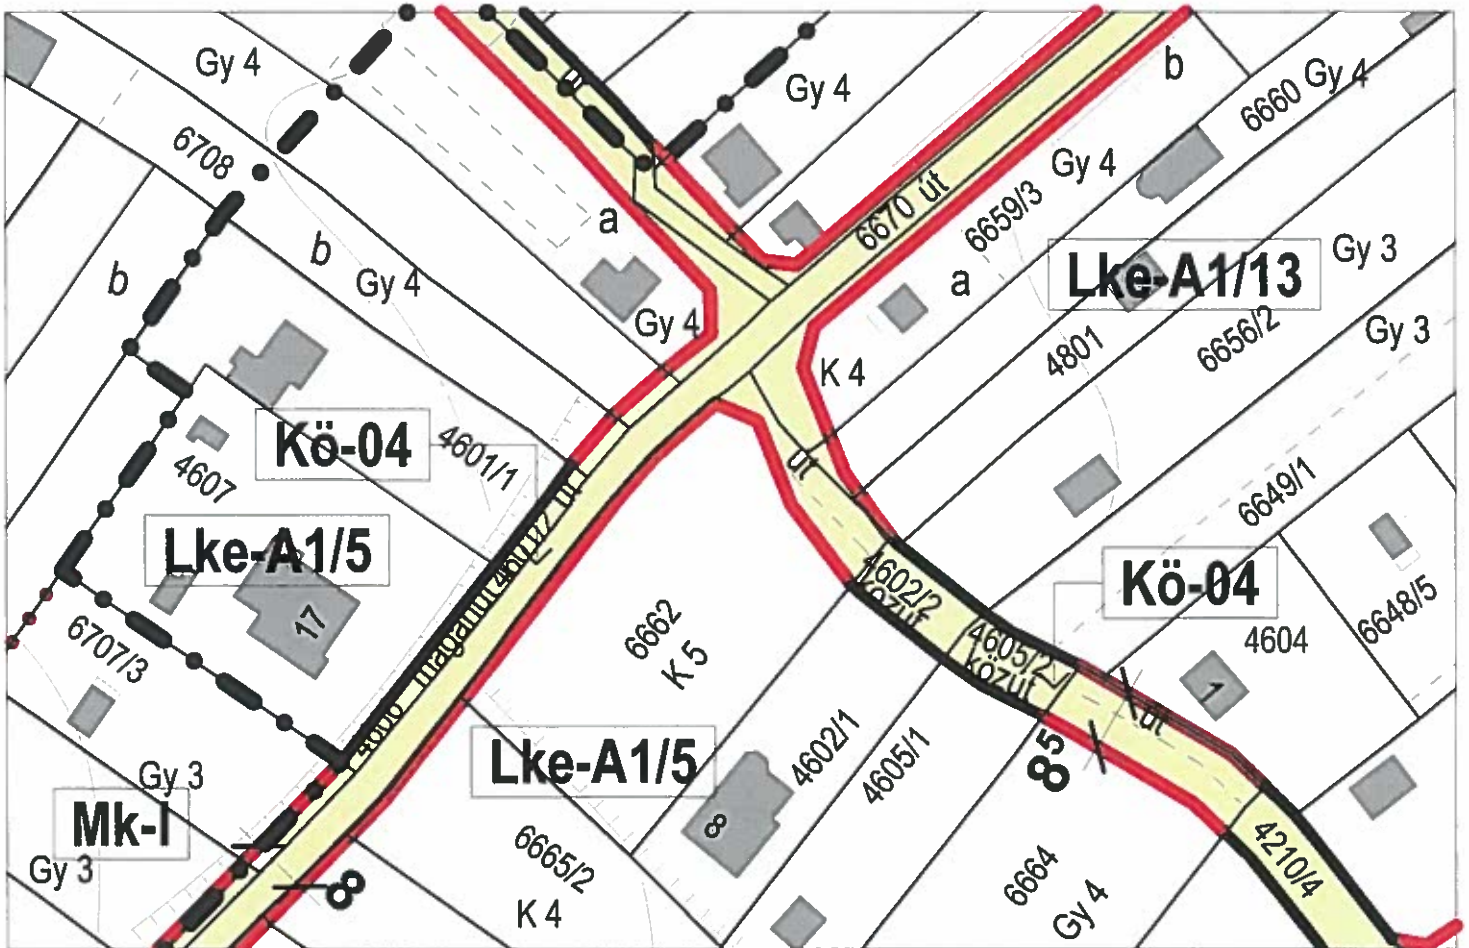 Gy 4
Gy 4
b
Gy 4
6660
6708
Gy 4
a
6670 út
6659/3
b
b
Gy 4
a
Lke-A1/13
Gy 3
Gy 4
K 4
4801
6656/2
Gy 3
Kö-04
4601/1
út
4607
6649/1
Lke-A1/5
17
4602/2
közút
Kö-04
6707/3
magánút
út
6662
K 5
4605/2
közút
4604
6648/5
1
4606
út
Lke-A1/5
4602/1
4605/1
85
Gy 3
Mk-I
8
Gy 3
8
6665/2
K 4
6664
Gy 4
4210/4